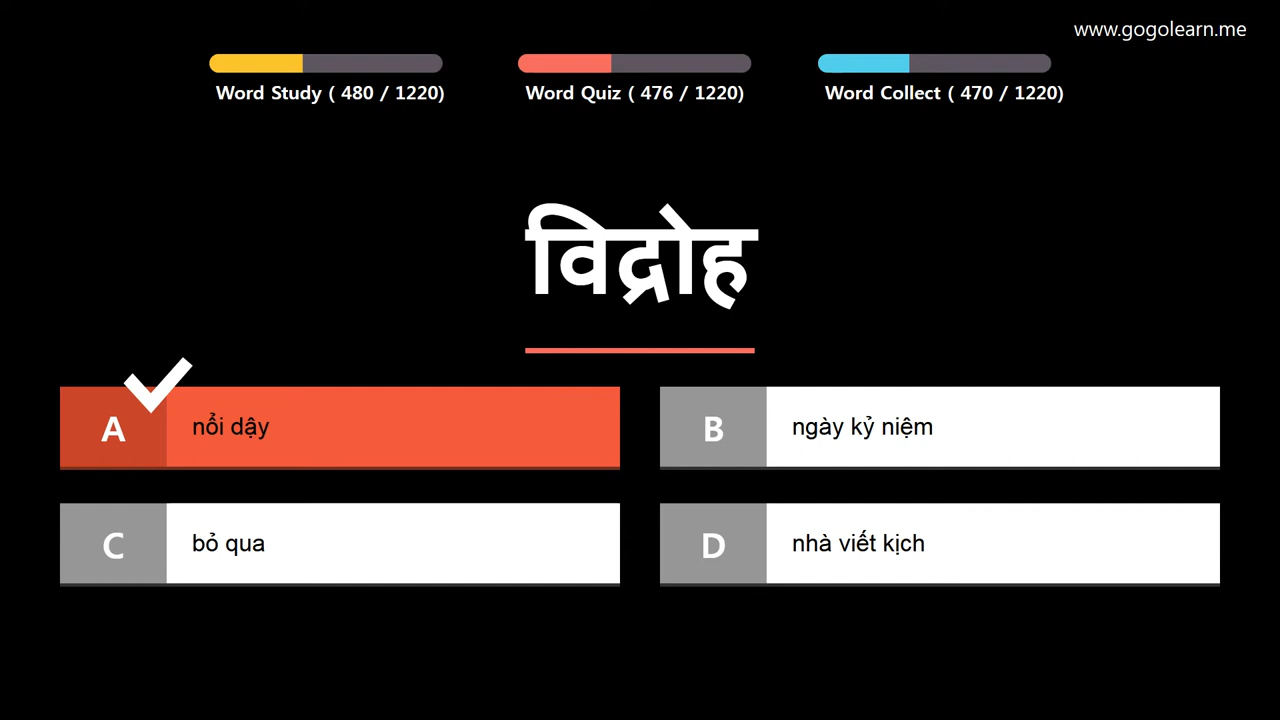 www.gogolearn.me
Word Study ( 480 / 1220)
Word Quiz ( 476 / 1220)
Word Collect ( 470 / 1220)
विद्रोह
A nổi dậy
B ngày kỷ niệm
C bỏ qua
D nhà viết kịch